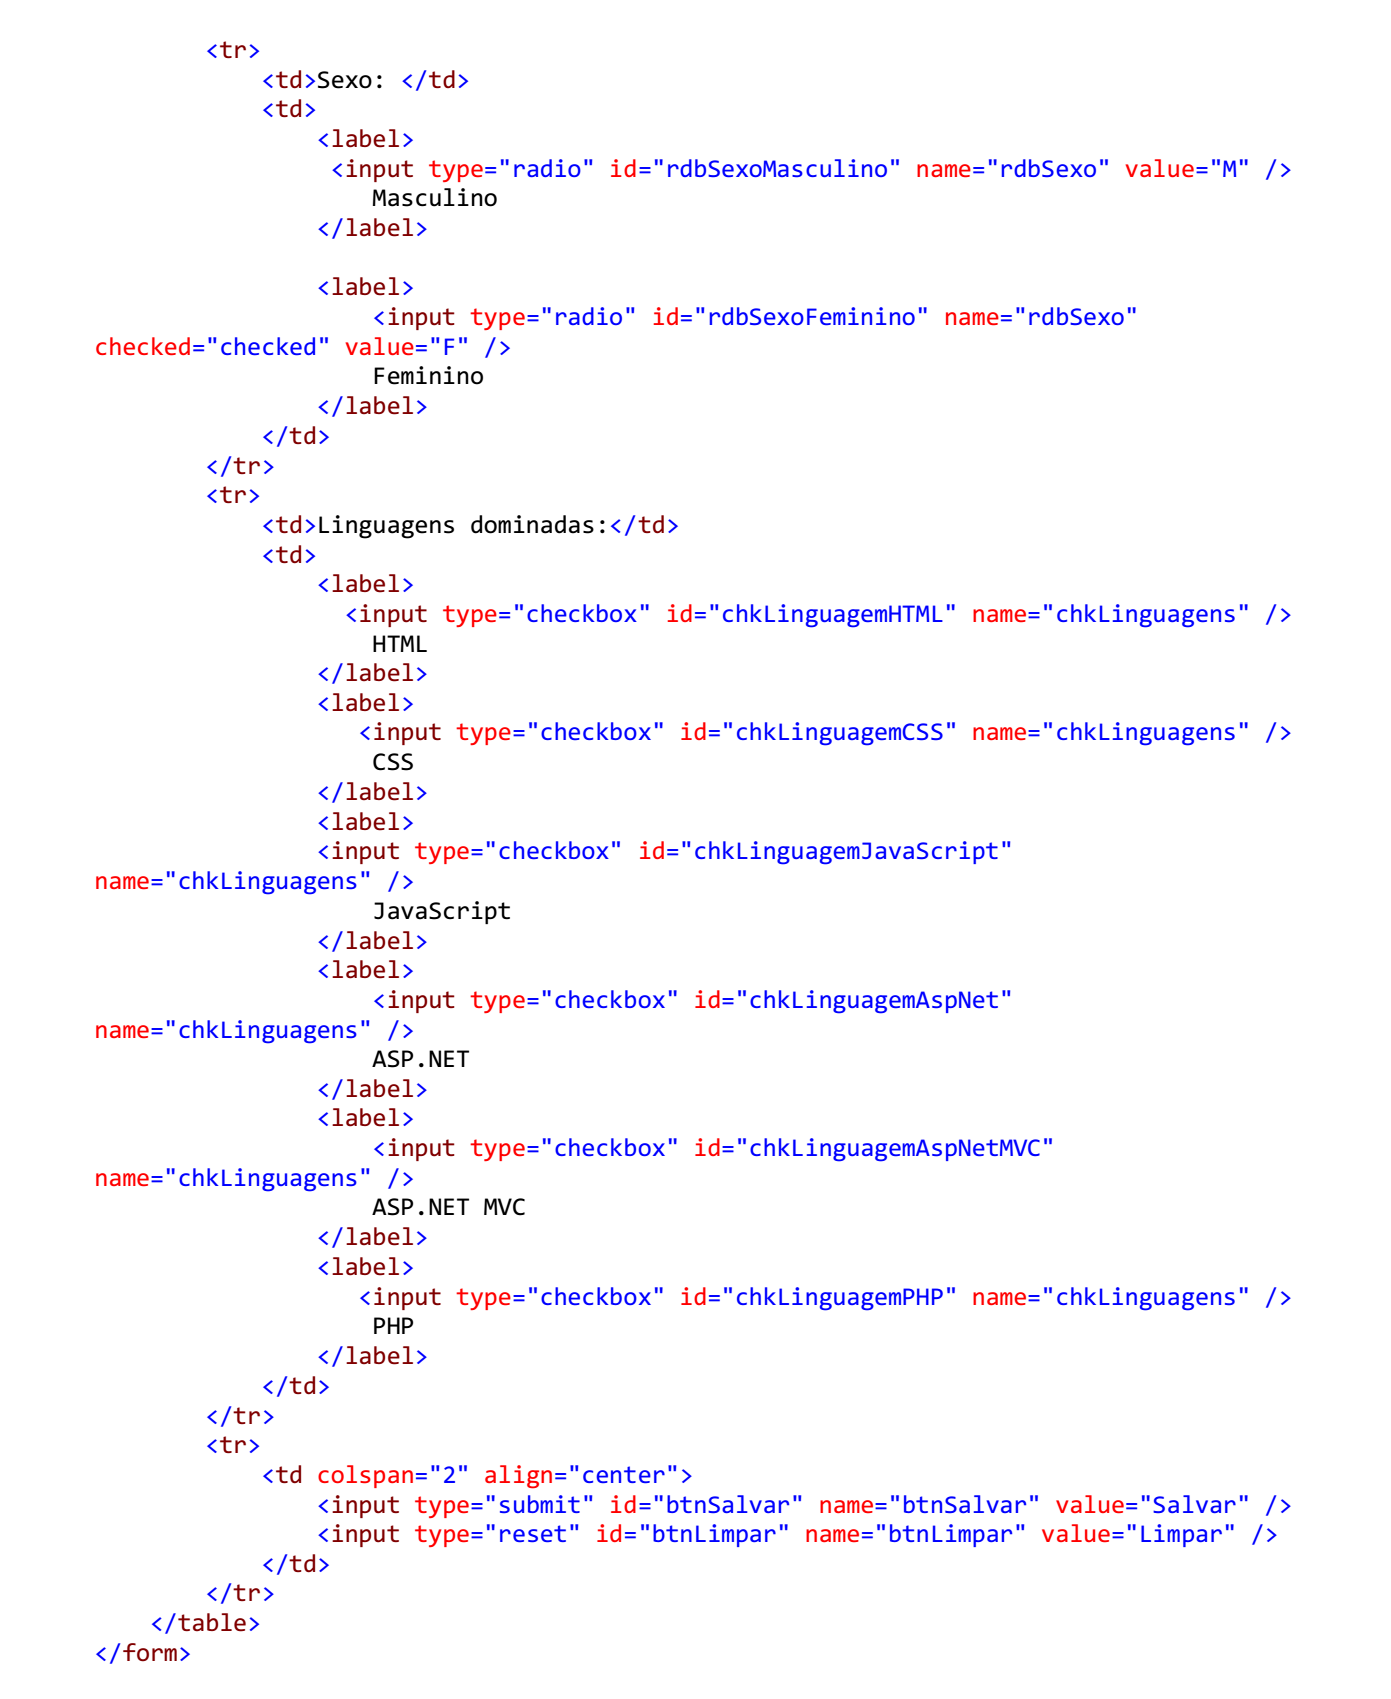 <tr>
<td>Sexo: </td>
<td>
<label>
<input type="radio" id="rdbSexoMasculino" name="rdbSexo" value="M" />
Masculino
</label>
<label>
<input type="radio" id="rdbSexoFeminino" name="rdbSexo"
checked="checked" value="F" />
Feminino
</label>
</td>
</tr>
<tr>
<td>Linguagens dominadas:</td>
<td>
<label>
<input type="checkbox" id="chkLinguagemHTML" name="chkLinguagens" />
HTML
</label>
<label>
<input type="checkbox" id="chkLinguagemCSS" name="chkLinguagens" />
CSS
</label>
<label>
<input type="checkbox" id="chkLinguagemJavaScript"
name="chkLinguagens" />
JavaScript
</label>
<label>
<input type="checkbox" id="chkLinguagemAspNet"
name="chkLinguagens" />
ASP.NET
</label>
<label>
<input type="checkbox" id="chkLinguagemAspNetMVC"
name="chkLinguagens" />
ASP.NET MVC
</label>
<label>
<input type="checkbox" id="chkLinguagemPHP" name="chkLinguagens" />
PHP
</label>
</td>
</tr>
<tr>
<td colspan="2" align="center">
<input type="submit" id="btnSalvar" name="btnSalvar" value="Salvar" />
<input type="reset" id="btnLimpar" name="btnLimpar" value="Limpar" />
</td>
</tr>
</table>
</form>